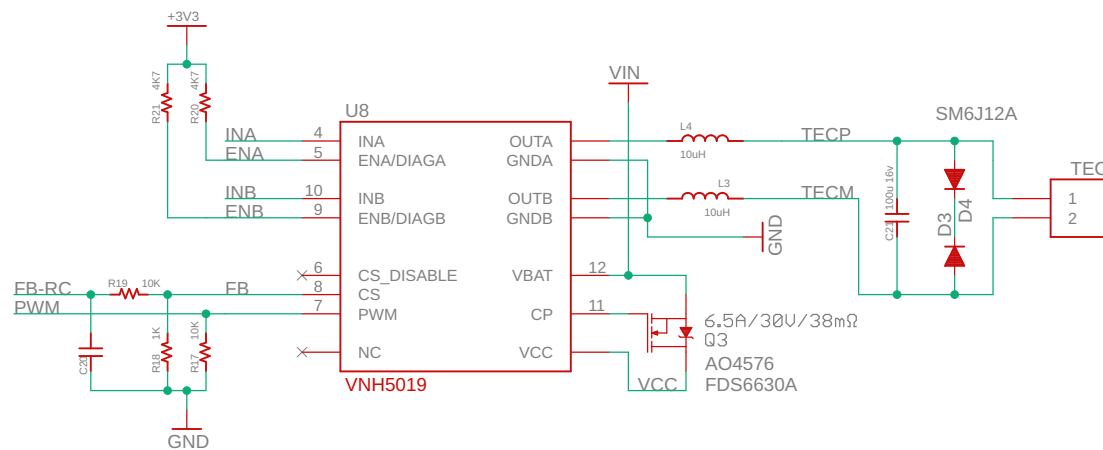 +3V3
R21 4K7
R20 4K7
U8
VIN
SM6J12A
INA
4
INA
OUTA
L4
10uH
TECP
ENA
5
ENA/DIAGA
GNDA
INB
10
INB
OUTB
L3
10uH
TECM
ENB
9
ENB/DIAGB
GNDB
GND
C21 100u 16v
D3
D4
TEC
1
2
6
CS_DISABLE
VBAT
12
FB-RC
R19
10K
FB
8
CS
CP
11
PWM
7
PWM
NC
VCC
6.5A/30V/38mΩ
Q3
AO4576
FDS6630A
VCC
C20
R18 1K
R17 10K
VNH5019
GND